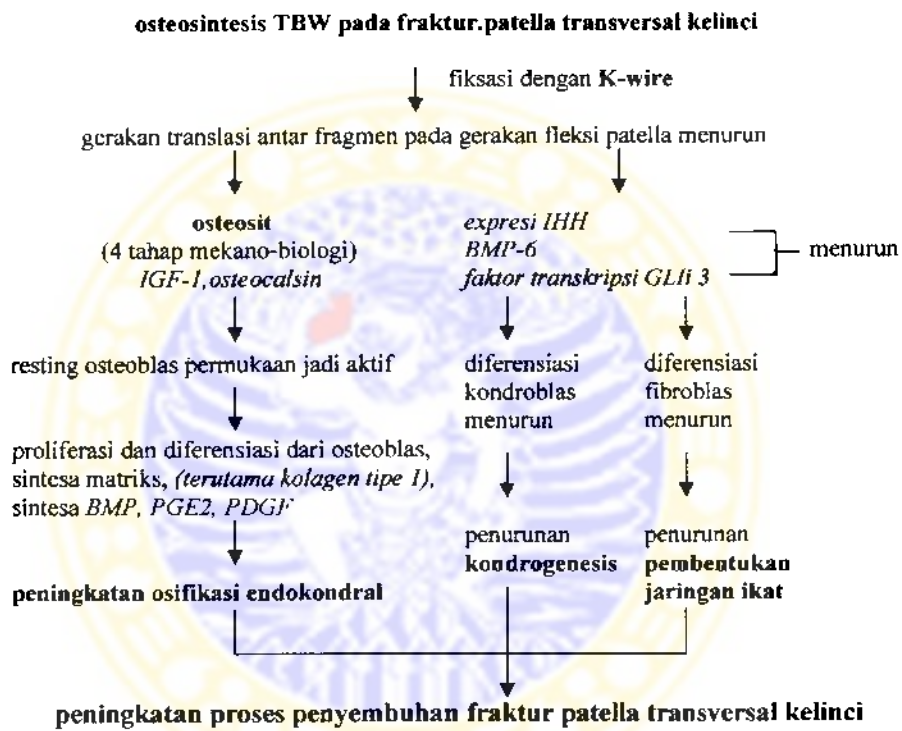 osteosintesis TBW pada fraktur.patella transversal kelinci
fiksasi dengan K-wire
gerakan translasi antar fragmen pada gerakan fleksi patella menurun
osteosit
(4 tahap mekano-biologi)
IGF-1,osteocalsin
expresi IHH
BMP-6
faktor transkripsi GLIi 3
menurun
resting osteoblas permukaan jadi aktif
diferensiasi
kondroblas
menurun
diferensiasi
fibroblas
menurun
proliferasi dan diferensiasi dari osteoblas,
sintesa matriks, (terutama kolagen tipe 1),
sintesa BMP, PGE2, PDGF
penurunan
kondrogenesis
penurunan
pembentukan
jaringan ikat
peningkatan osifikasi endokondral
peningkatan proses penyembuhan fraktur patella transversal kelinci